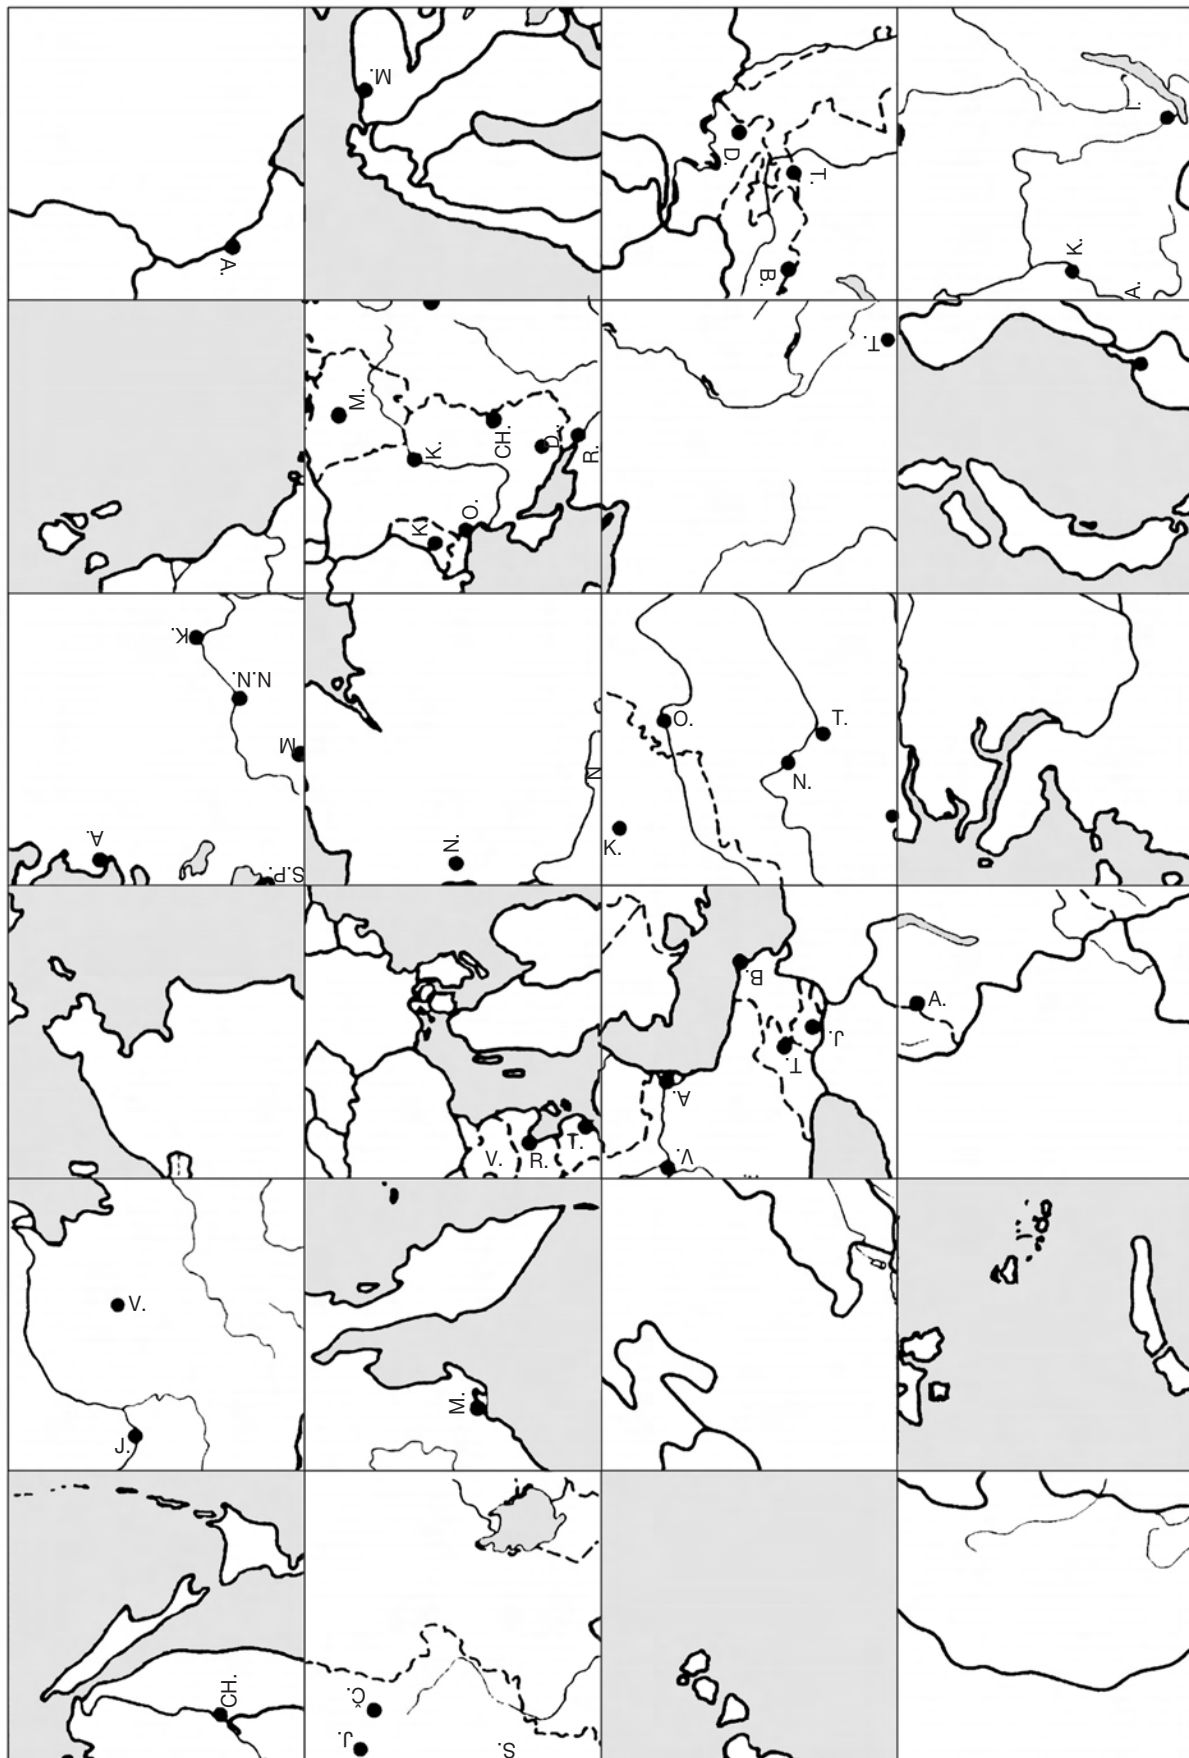 M.
A.
D.
T.
B.
I.
K.
A.
M.
K.
CH.
D.
R.
K.
O.
T.
K.
N.N.
M
A.
S.P.
N
N.
O.
T.
N.
K.
V.
R.
T.
B.
J.
T.
A.
V.
A.
V.
J.
M.
CH.
Č.
J.
S.